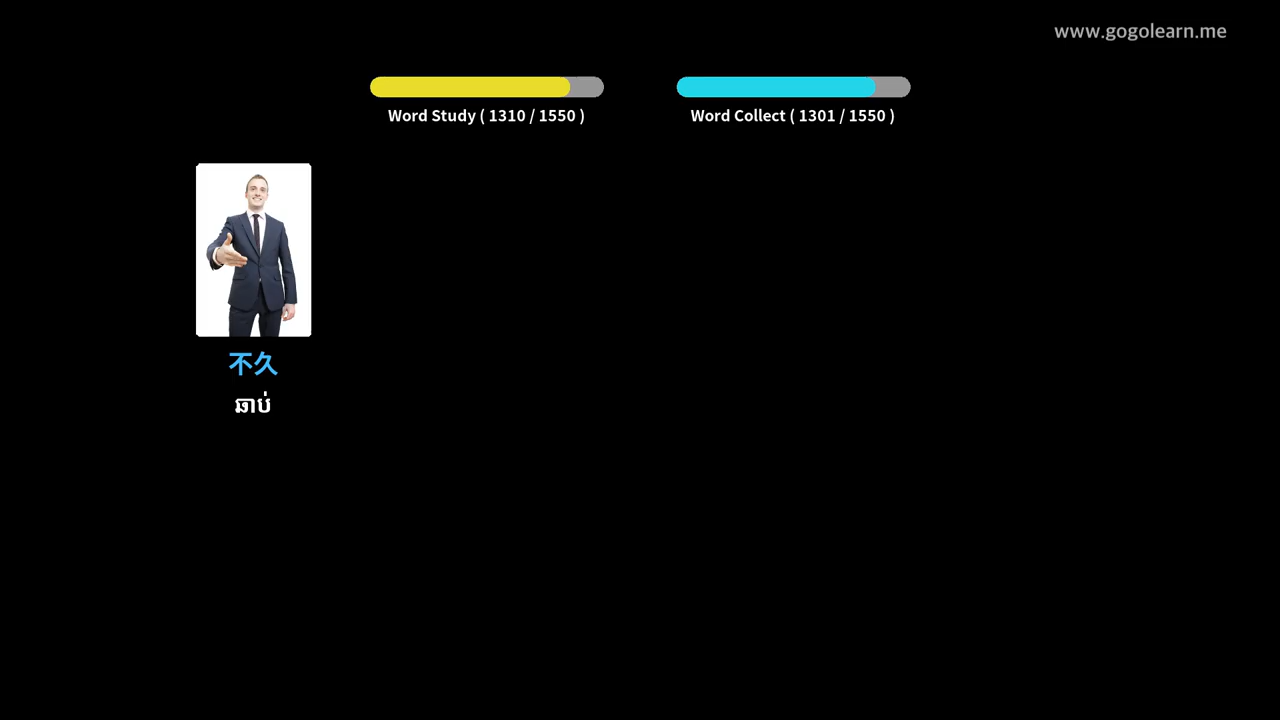 www.gogolearn.me
Word Study ( 1310 / 1550 )
Word Collect ( 1301 / 1550 )
不久
ឆាប់